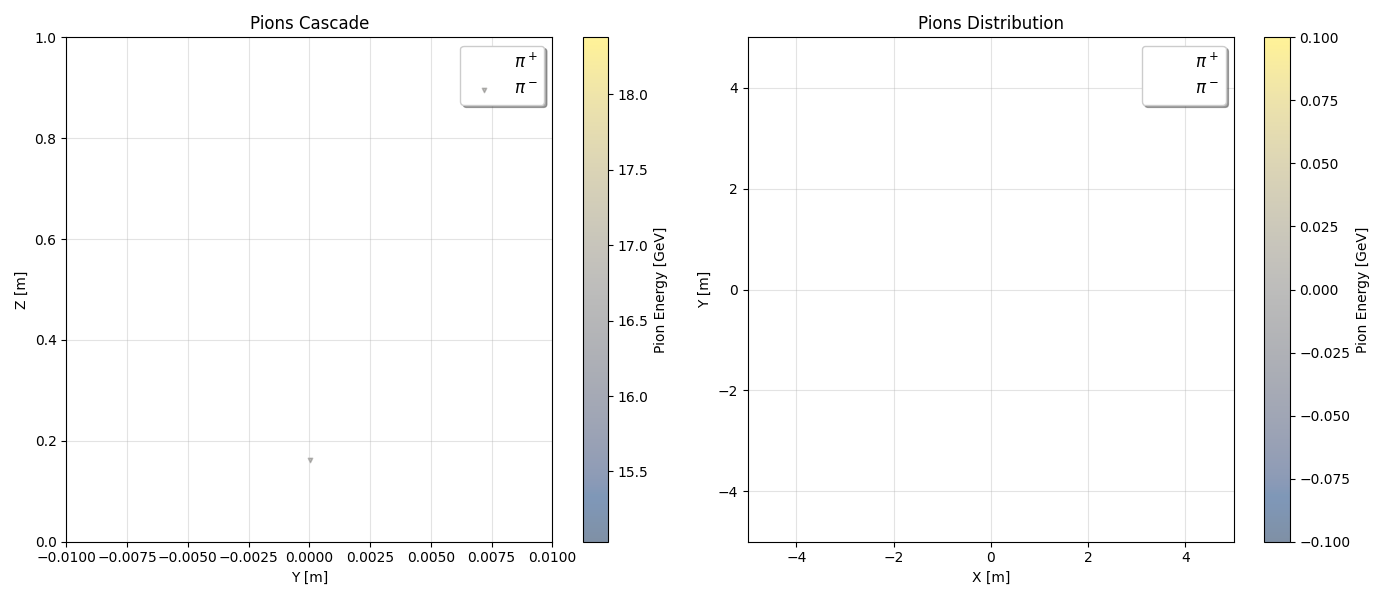 Pions Cascade
Pions Distribution
1.0
0.8
0.6
0.4
0.2
0.0
Z [m]
−0.0100 −0.0075 −0.0050 −0.0025 0.0000 0.0025 0.0050 0.0075 0.0100
Y [m]
π+
π−
18.0
17.5
17.0
16.5
16.0
15.5
Pion Energy [GeV]
4
2
0
−2
−4
Y [m]
−4 −2 0 2 4
X [m]
π+
π−
0.100
0.075
0.050
0.025
0.000
−0.025
−0.050
−0.075
−0.100
Pion Energy [GeV]